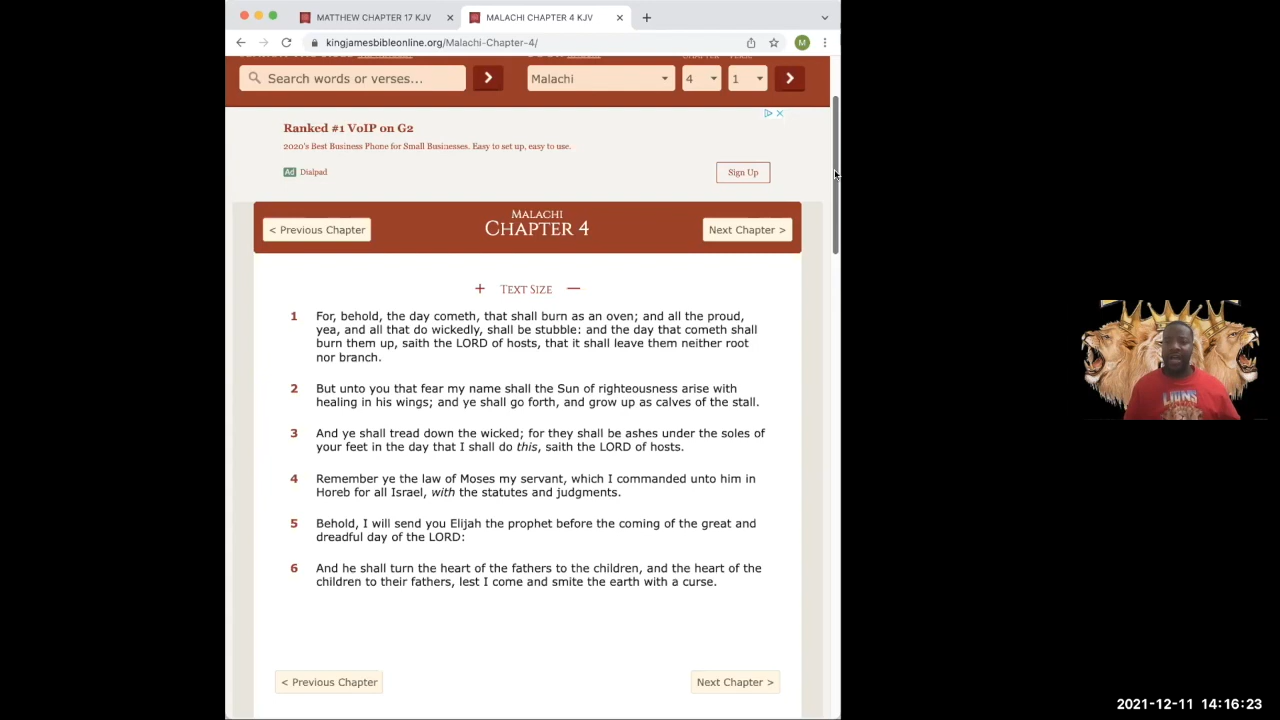 MATTHEW CHAPTER 17 KJV
MALACHI CHAPTER 4 KJV
kingjamesbibleonline.org/Malachi-Chapter-4/
M
Search words or verses...
Malachi
4
1
Ranked #1 VoIP on G2
2020's Best Business Phone for Small Businesses. Easy to set up, easy to use.
Ad Dialpad
Sign Up
< Previous Chapter
MALACHI
CHAPTER 4
Next Chapter >
+ TEXT SIZE —
1 For, behold, the day cometh, that shall burn as an oven; and all the proud,
yea, and all that do wickedly, shall be stubble: and the day that cometh shall
burn them up, saith the LORD of hosts, that it shall leave them neither root
nor branch.
2 But unto you that fear my name shall the Sun of righteousness arise with
healing in his wings; and ye shall go forth, and grow up as calves of the stall.
3 And ye shall tread down the wicked; for they shall be ashes under the soles of
your feet in the day that I shall do this, saith the LORD of hosts.
4 Remember ye the law of Moses my servant, which I commanded unto him in
Horeb for all Israel, with the statutes and judgments.
5 Behold, I will send you Elijah the prophet before the coming of the great and
dreadful day of the LORD:
6 And he shall turn the heart of the fathers to the children, and the heart of the
children to their fathers, lest I come and smite the earth with a curse.
< Previous Chapter
Next Chapter >
LIONS
2021-12-11 14:16:23